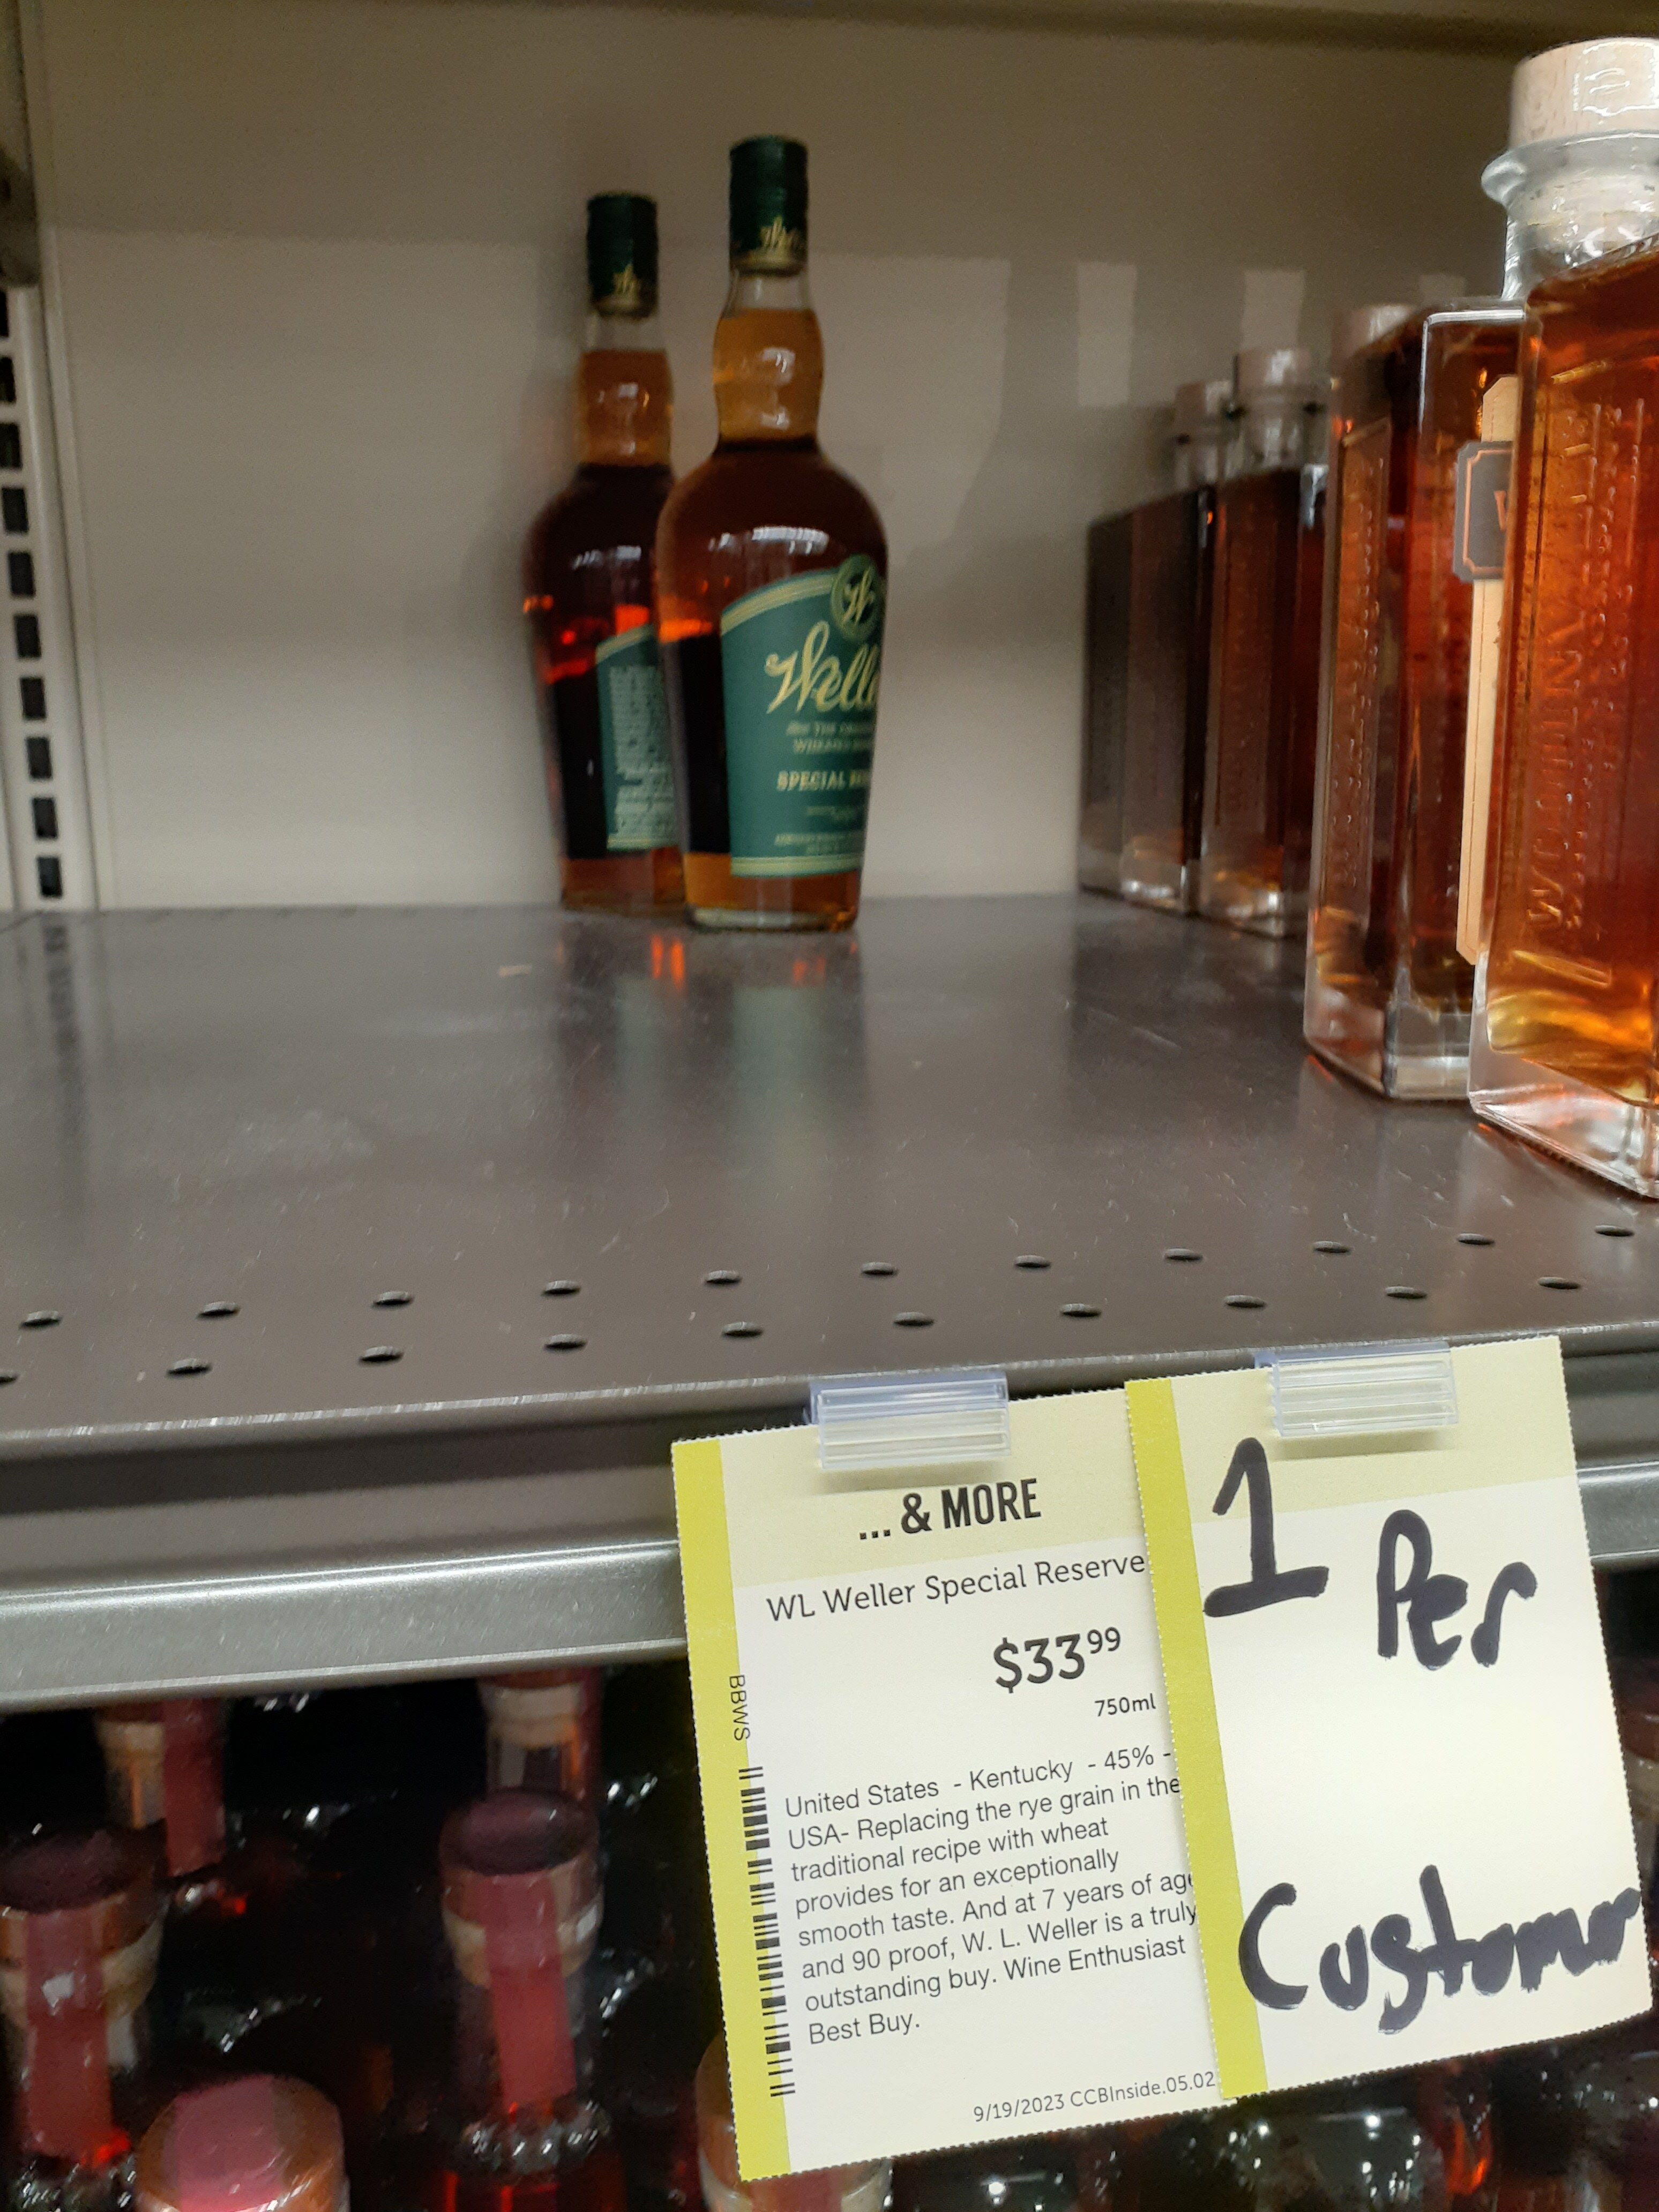 Weller
SPECIAL
WOODINVILLE
... & MORE
WL Weller Special Reserve
$33.99
750ml
BBWS
United States - Kentucky - 45% -
USA- Replacing the rye grain in the
traditional recipe with wheat
provides for an exceptionally
smooth taste. And at 7 years of age
and 90 proof, W. L. Weller is a truly
outstanding buy. Wine Enthusiast
Best Buy.
9/19/2023 CCBInside.05.02
1 Per
Customer